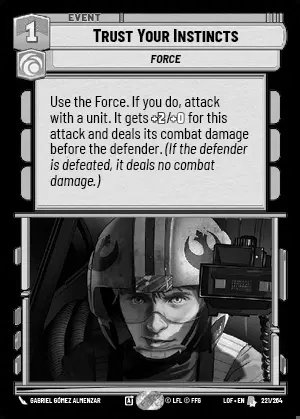 EVENT
1
TRUST YOUR INSTINCTS
FORCE
Use the Force. If you do, attack
with a unit. It gets +2/+0 for this
attack and deals its combat damage
before the defender. (If the defender
is defeated, it deals no combat
damage.)
GABRIEL GÓMEZ ALMENZAR
A
© LFL © FFG
LOF • EN
221/264